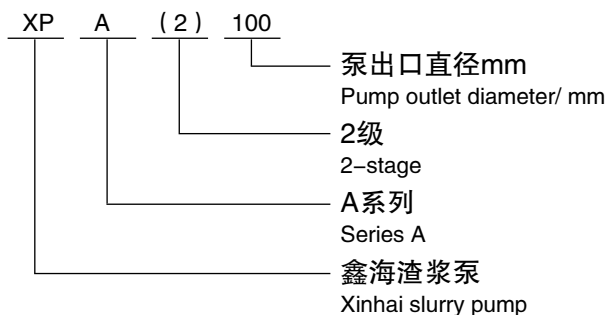 XP A (2) 100
泵出口直径mm
Pump outlet diameter/ mm
2级
2-stage
A系列
Series A
鑫海渣浆泵
Xinhai slurry pump